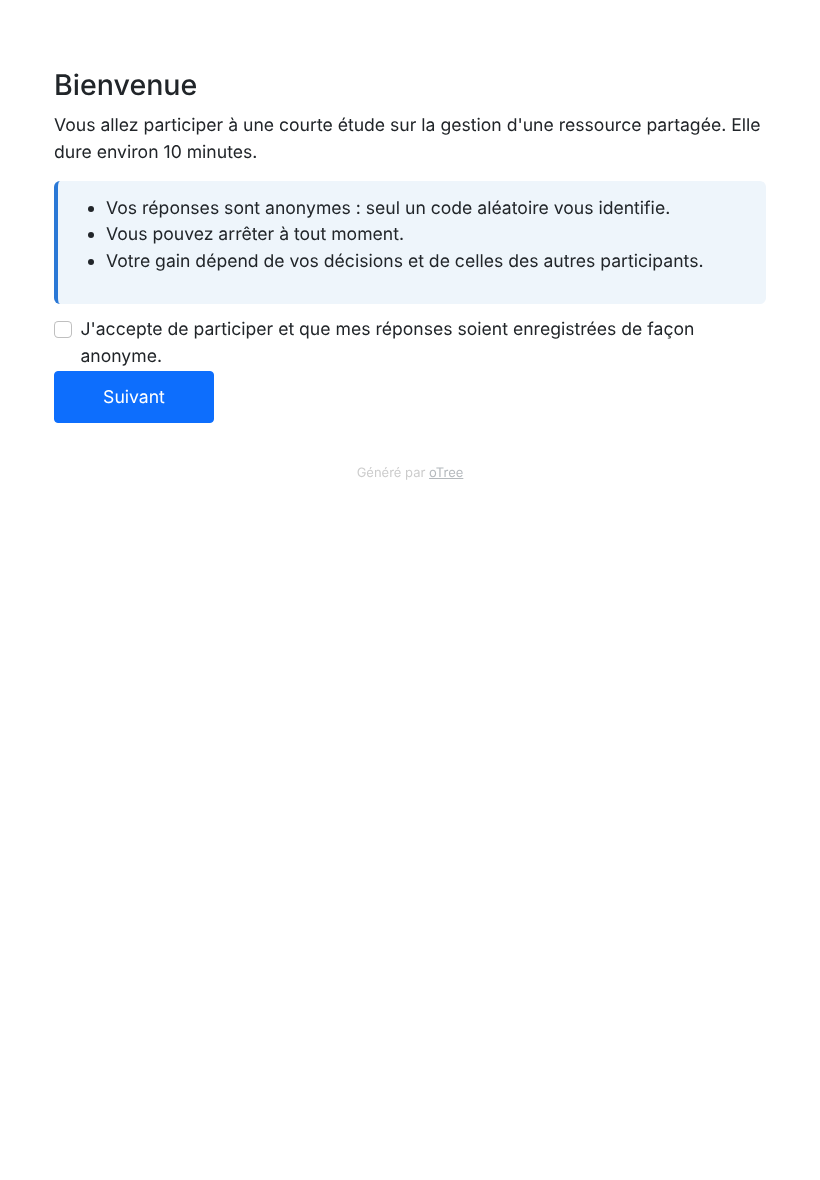 Bienvenue
Vous allez participer à une courte étude sur la gestion d'une ressource partagée. Elle
dure environ 10 minutes.
Vos réponses sont anonymes : seul un code aléatoire vous identifie.
Vous pouvez arrêter à tout moment.
Votre gain dépend de vos décisions et de celles des autres participants.
J'accepte de participer et que mes réponses soient enregistrées de façon
anonyme.
Suivant
Généré par oTree